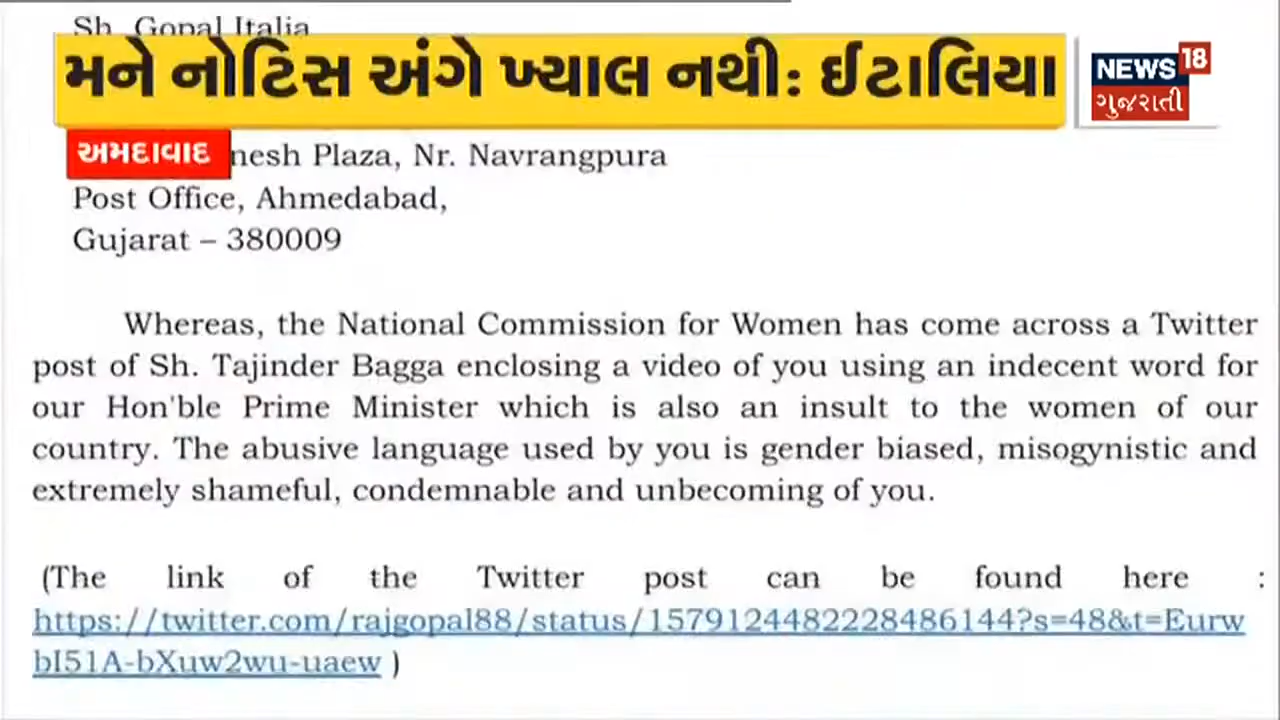 Sh. Gopal Italia
મને નોટિસ અંગે ખ્યાલ નથી: ઈટાલિયા
NEWS 18
ગુજરાતી
અમદાવાદ
nesh Plaza, Nr. Navrangpura
Post Office, Ahmedabad,
Gujarat – 380009
Whereas, the National Commission for Women has come across a Twitter
post of Sh. Tajinder Bagga enclosing a video of you using an indecent word for
our Hon'ble Prime Minister which is also an insult to the women of our
country. The abusive language used by you is gender biased, misogynistic and
extremely shameful, condemnable and unbecoming of you.
(The link of the Twitter post can be found here :
https://twitter.com/rajgopal88/status/1579124482228486144?s=48&t=Eurw
bI51A-bXuw2wu-uaew )